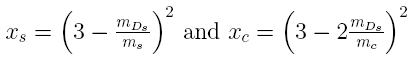 $x_s = \left(3 - \frac{m_{D_s}}{m_s}\right)^2$ and $x_c = \left(3 - 2\frac{m_{D_s}}{m_c}\right)^2$